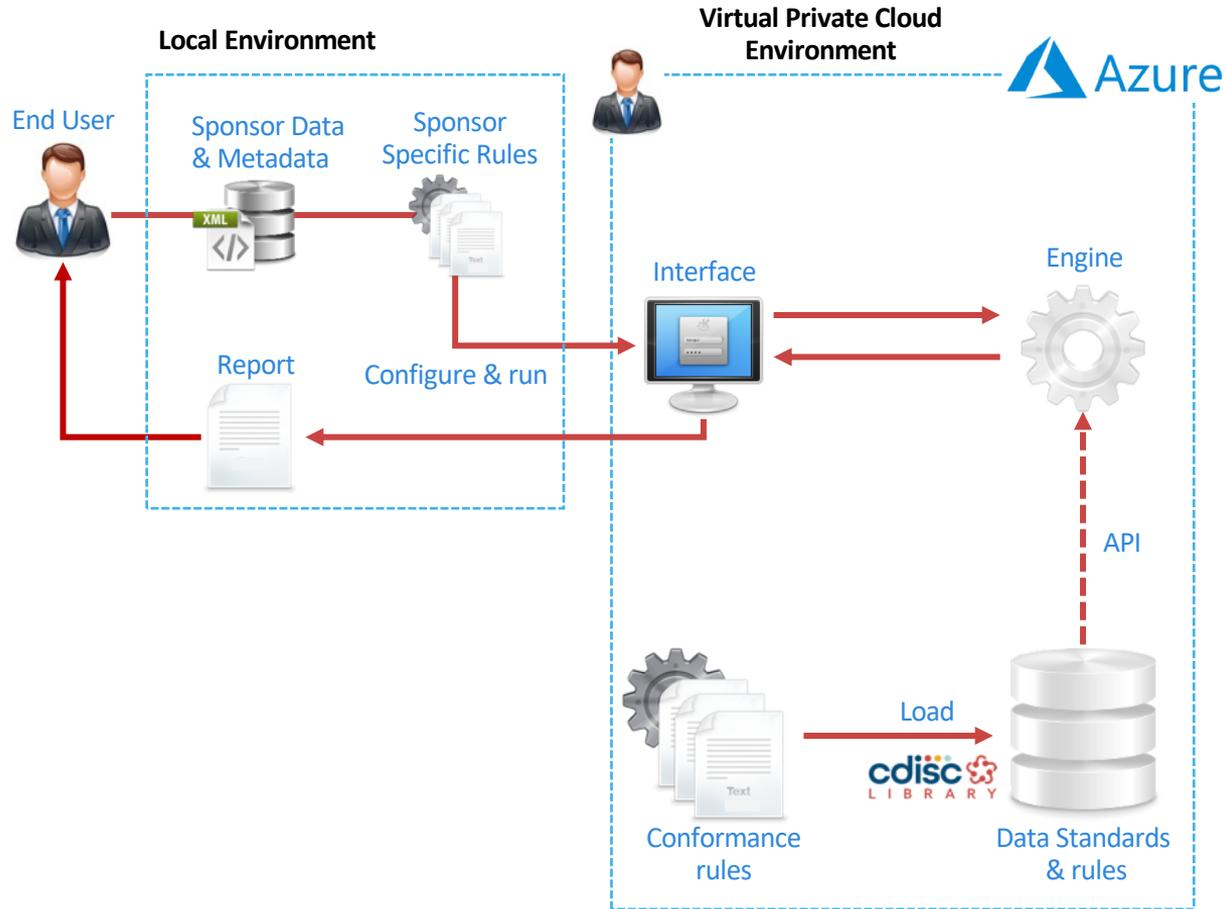 Local Environment
Virtual Private Cloud
Environment
Azure
End User
Sponsor Data
& Metadata
Sponsor
Specific Rules
XML
</>
Text
Interface
Engine
Report
Configure & run
API
Load
cdisc
LIBRARY
Text
Conformance
rules
Data Standards
& rules